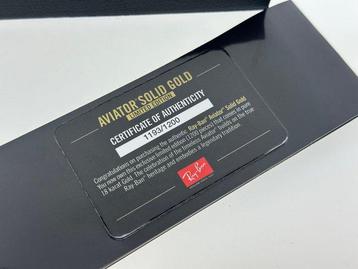 AVIATOR SOLID GOLD
LIMITED EDITION
CERTIFICATE OF AUTHENTICITY
1193/1200
Congratulations on purchasing the authentic Ray-Ban Aviator Solid Gold
You now own this exclusive limited edition (1200 pieces) that comes in pure
18 karat Gold. The celebration of the timeless Aviator builds on the true
Ray-Ban heritage and embodies a legendary tradition.
Ray-Ban